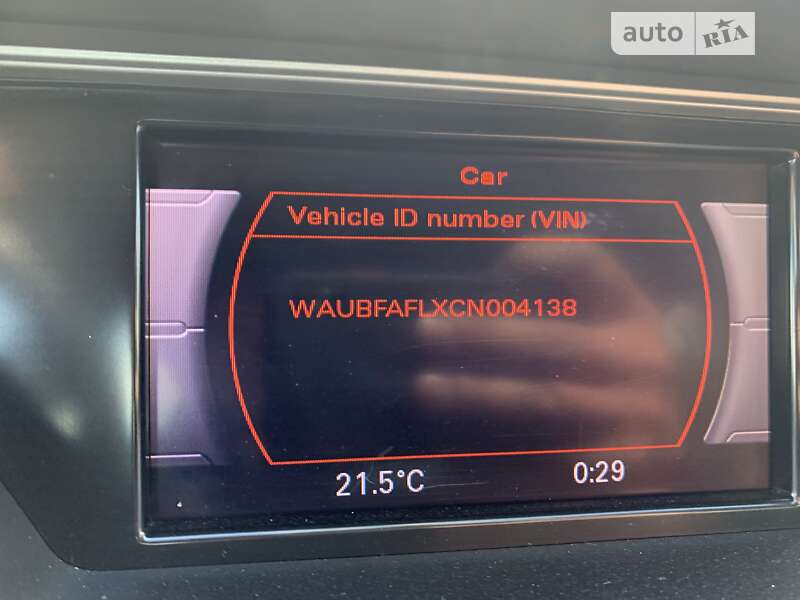 auto RIA
Car
Vehicle ID number (VIN)
WAUBFAFLXCN004138
21.5°C 0:29